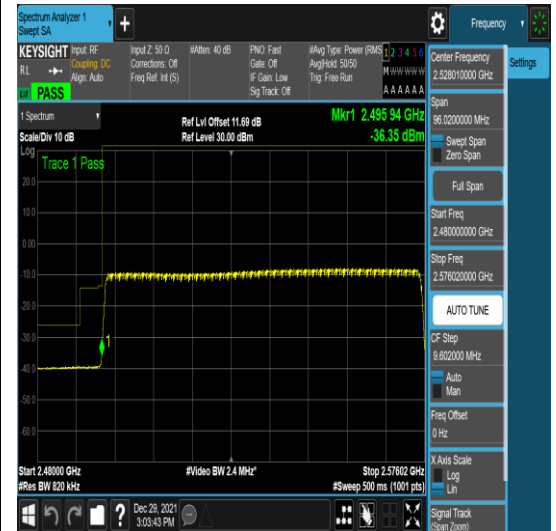 Spectrum Analyzer 1
Swept SA
Frequency
KEYSIGHT
Input: RF
Coupling: DC
Align: Auto
Input Z: 50 Ω
Corrections: Off
Freq Ref: Int (S)
#Atten: 40 dB
PNO: Fast
Gate: Off
IF Gain: Low
Sig Track: Off
#Avg Type: Power (RMS
Avg|Hold: 50/50
Trig: Free Run
1 2 3 4 5 6
M W W W W W
A A A A A A
R L
LXI
PASS
1 Spectrum
Scale/Div 10 dB
Ref Lvl Offset 11.69 dB
Ref Level 30.00 dBm
Mkr1 2.495 94 GHz
-36.35 dBm
Log
Trace 1 Pass
20.0
10.0
0.00
-10.0
-20.0
-30.0
-40.0
-50.0
-60.0
1
Start 2.48000 GHz
#Res BW 820 kHz
#Video BW 2.4 MHz*
Stop 2.57602 GHz
#Sweep 500 ms (1001 pts)
Settings
Center Frequency
2.528010000 GHz
Span
96.0200000 MHz
Swept Span
Zero Span
Full Span
Start Freq
2.480000000 GHz
Stop Freq
2.576020000 GHz
AUTO TUNE
CF Step
9.602000 MHz
Auto
Man
Freq Offset
0 Hz
X Axis Scale
Log
Lin
Signal Track
(Span Zoom)
Dec 29, 2021
3:03:43 PM